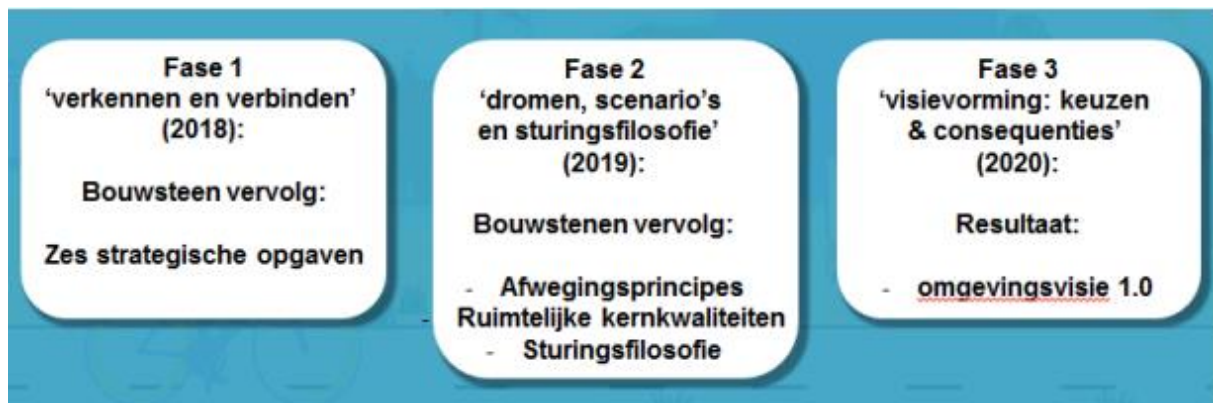 Fase 1
‘verkennen en verbinden’
(2018):
Bouwsteen vervolg:
Zes strategische opgaven
Fase 2
‘dromen, scenario’s
en sturingsfilosofie’
(2019):
Bouwstenen vervolg:
- Afwegingsprincipes
- Ruimtelijke kernkwaliteiten
- Sturingsfilosofie
Fase 3
‘visievorming: keuzen
& consequenties’
(2020):
Resultaat:
- omgevingsvisie 1.0